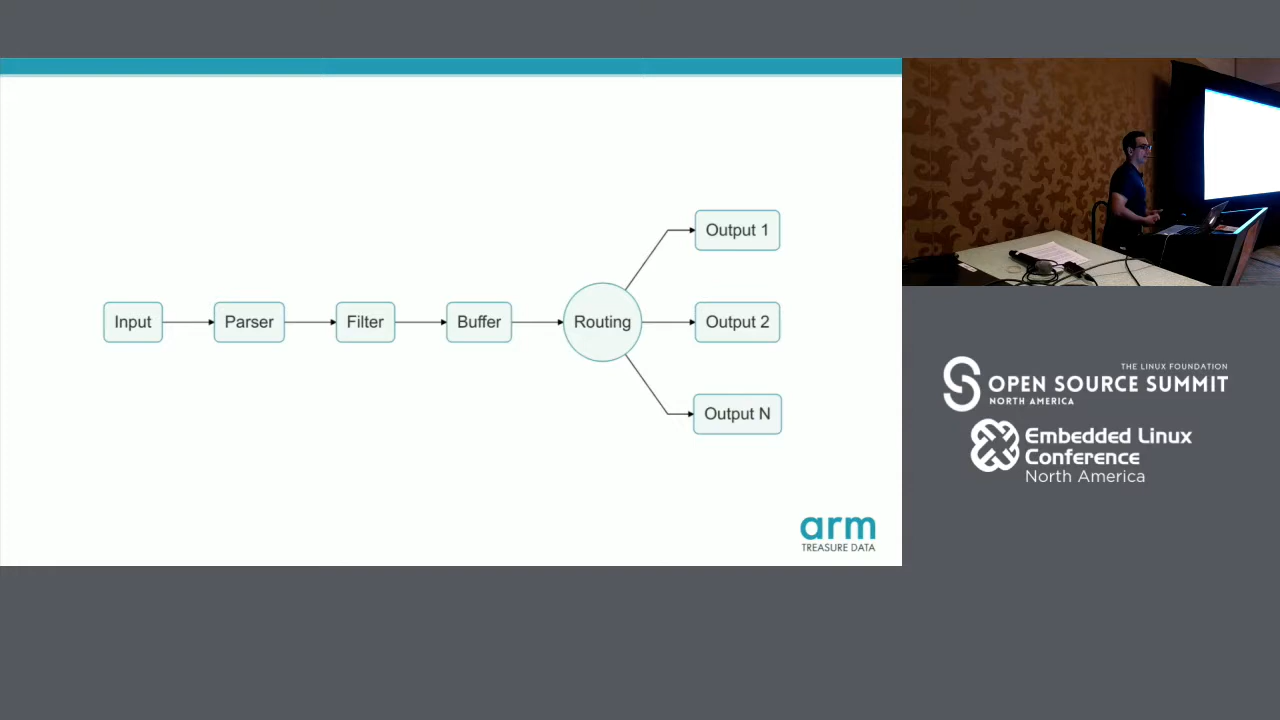 Input
Parser
Filter
Buffer
Routing
Output 1
Output 2
Output N
arm
TREASURE DATA
THE LINUX FOUNDATION
OPEN SOURCE SUMMIT
NORTH AMERICA
Embedded Linux
Conference
North America